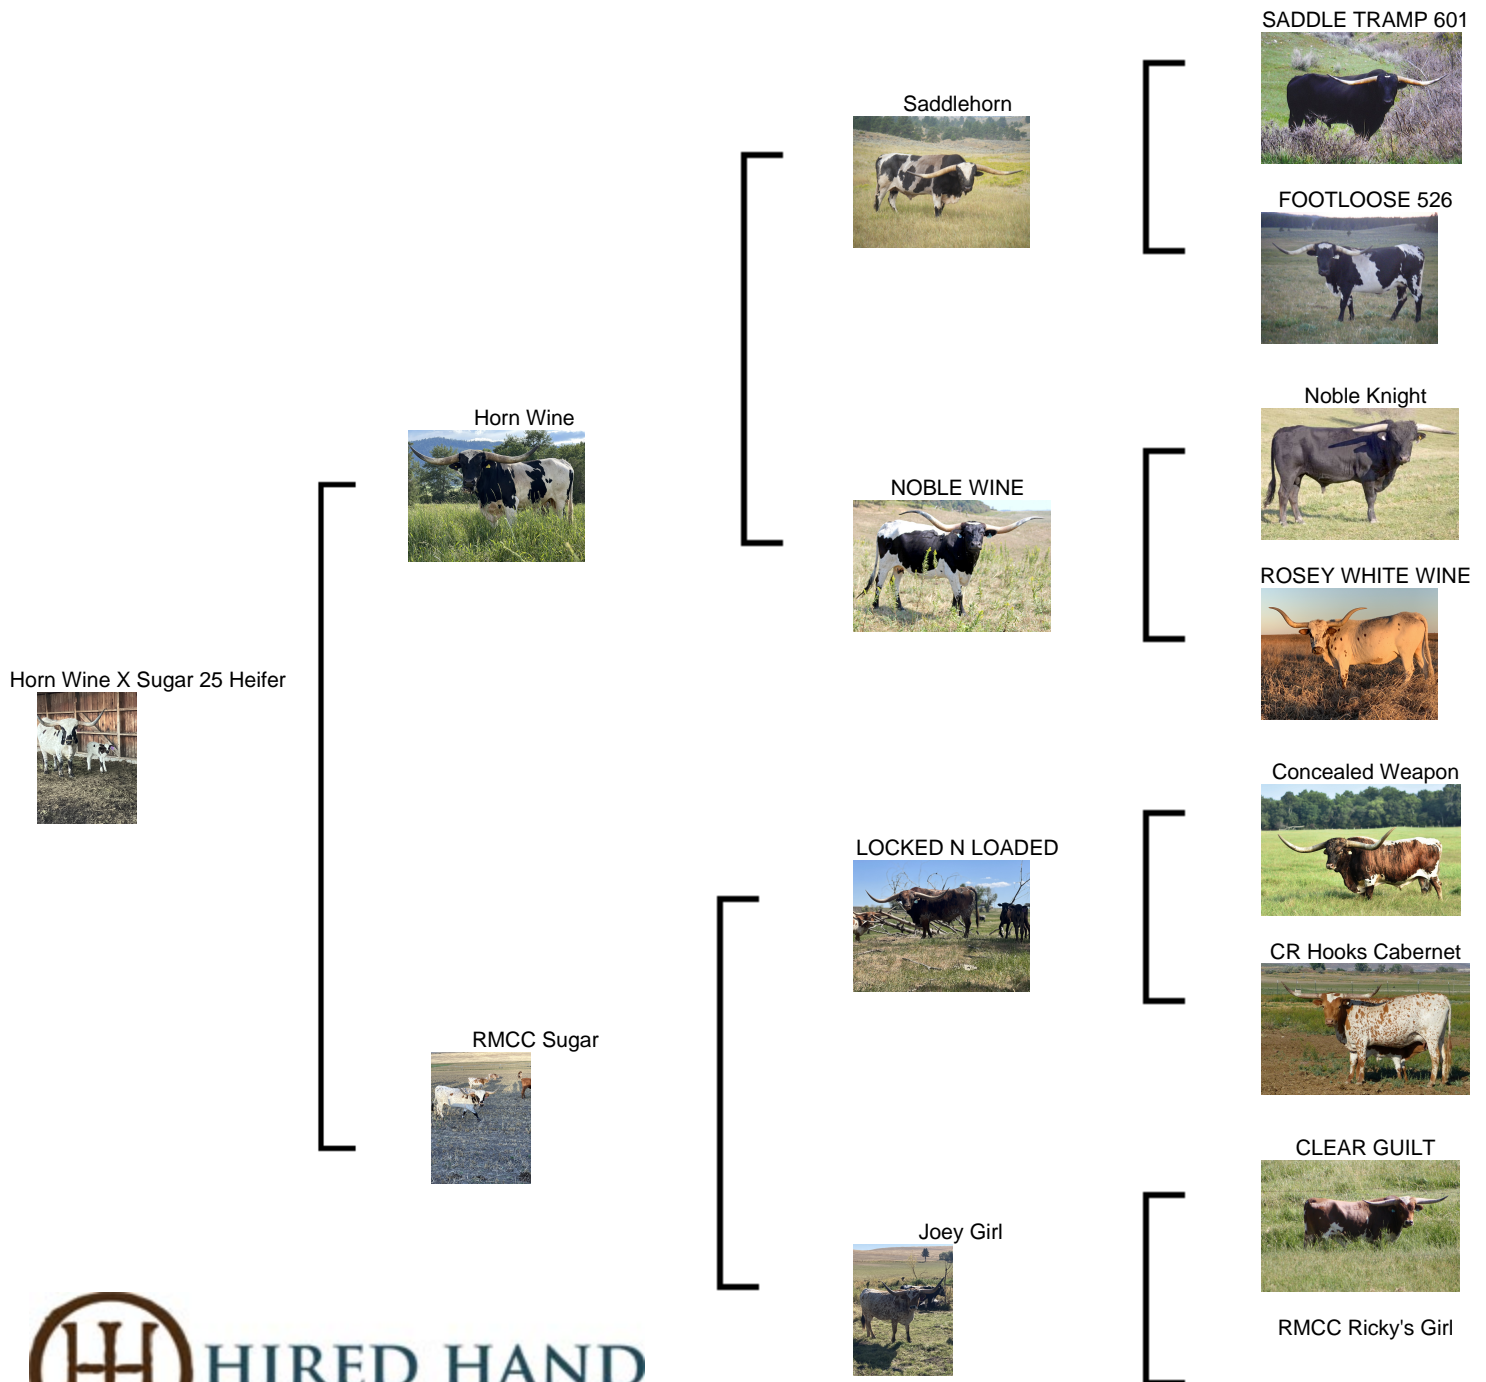 SADDLE TRAMP 601
Saddlehorn
FOOTLOOSE 526
Horn Wine
Noble Knight
NOBLE WINE
ROSEY WHITE WINE
Horn Wine X Sugar 25 Heifer
Concealed Weapon
LOCKED N LOADED
CR Hooks Cabernet
RMCC Sugar
CLEAR GUILT
Joey Girl
RMCC Ricky's Girl
HIRED HAND